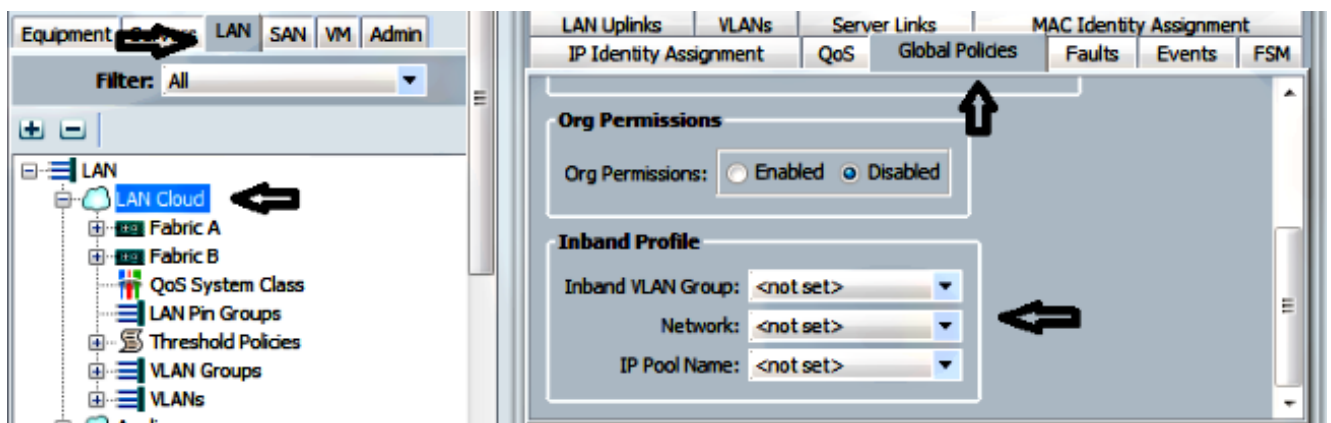 Equipment LAN SAN VM Admin
Filter: All
LAN
LAN Cloud
Fabric A
Fabric B
QoS System Class
LAN Pin Groups
Threshold Policies
VLAN Groups
VLANs
LAN Uplinks VLANs Server Links MAC Identity Assignment
IP Identity Assignment QoS Global Policies Faults Events FSM
Org Permissions
Org Permissions: Enabled Disabled
Inband Profile
Inband VLAN Group: <not set>
Network: <not set>
IP Pool Name: <not set>